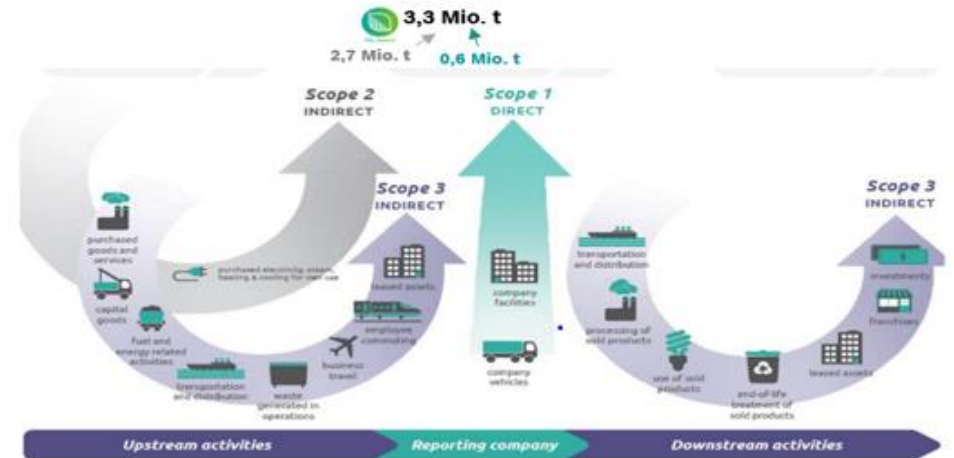 3,3 Mio. t
2,7 Mio. t
0,6 Mio. t
Scope 2
INDIRECT
Scope 1
DIRECT
Scope 3
INDIRECT
Scope 3
INDIRECT
purchased
goods and
services
capital
goods
fuel and
energy related
activities
transportation
and distribution
waste
generated in
operations
business
travel
employee
commuting
leased assets
purchased electricity, steam,
heating & cooling for own use
company
facilities
company
vehicles
transportation
and distribution
processing of
sold products
use of sold
products
end-of-life
treatment of
sold products
leased assets
franchises
investments
Upstream activities
Reporting company
Downstream activities